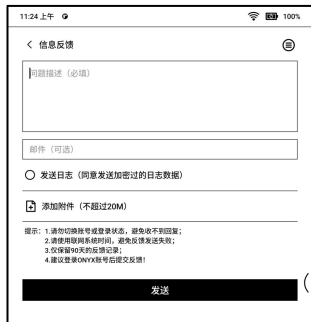 11:24 上午
100%
信息反馈
问题描述（必填）
邮件（可选）
发送日志（同意发送加密过的日志数据）
添加附件（不超过20M）
提示：1.请勿切换账号或登录状态，避免收不到回复；
2.请使用联网系统时间，避免反馈发送失败；
3.仅保留90天的反馈记录；
4.建议登录ONYX账号后提交反馈！
发送